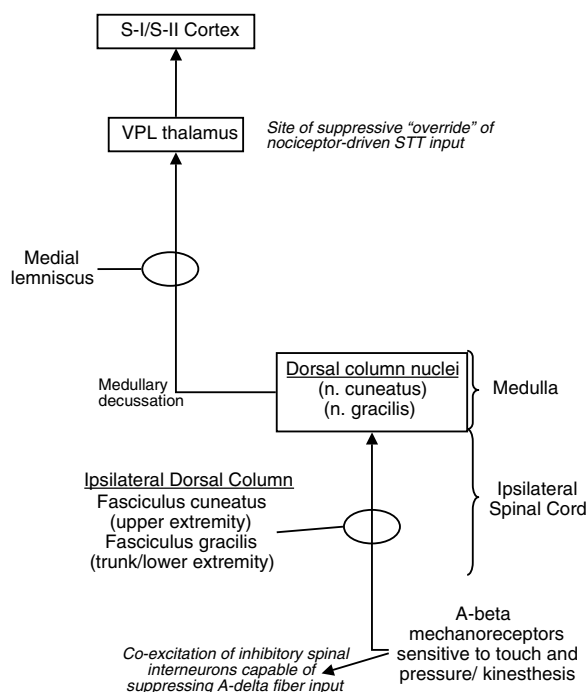 S-I/S-II Cortex
VPL thalamus
Site of suppressive “override” of
nociceptor-driven STT input
Medial
lemniscus
Medullary
decussation
Dorsal column nuclei
(n. cuneatus)
(n. gracilis)
Medulla
Ipsilateral Dorsal Column
Fasciculus cuneatus
(upper extremity)
Fasciculus gracilis
(trunk/lower extremity)
Ipsilateral
Spinal Cord
A-beta
mechanoreceptors
sensitive to touch and
pressure/ kinesthesis
Co-excitation of inhibitory spinal
interneurons capable of
suppressing A-delta fiber input